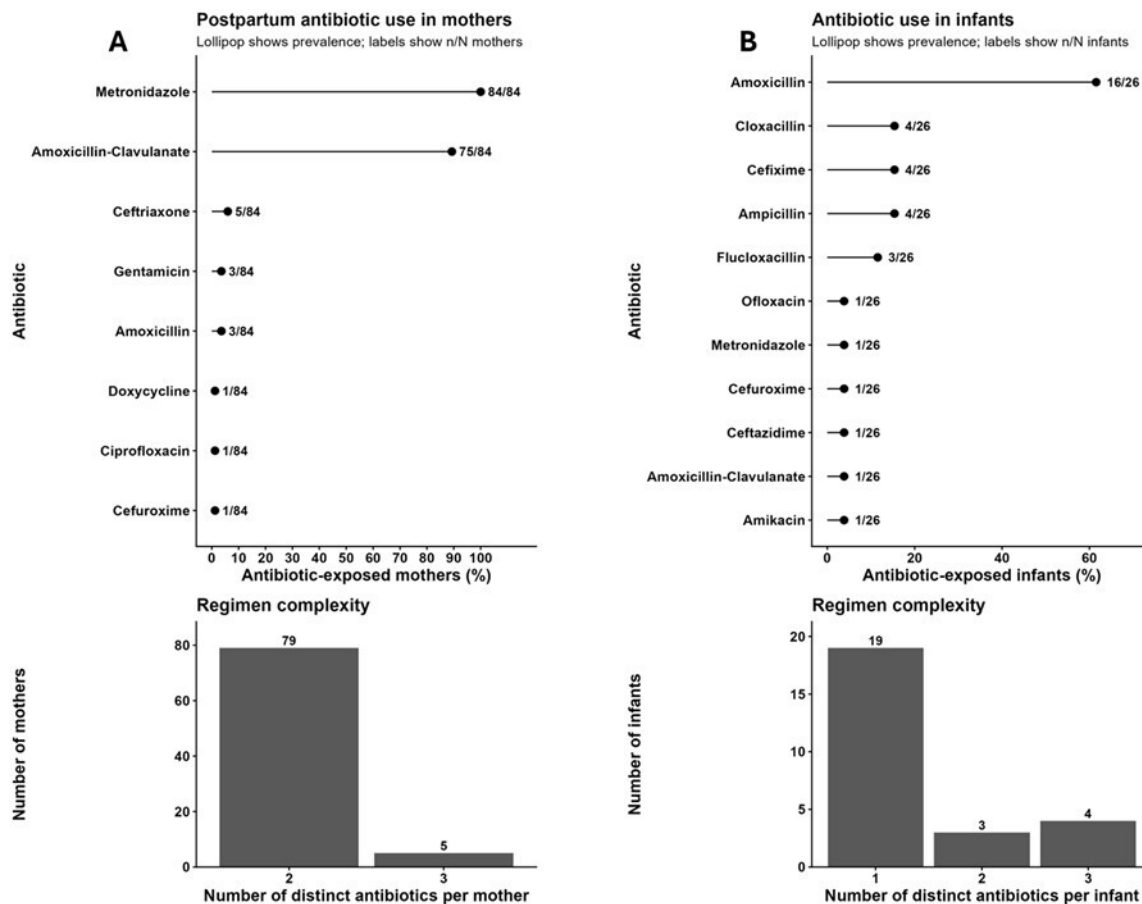 A
Postpartum antibiotic use in mothers
Lollipop shows prevalence; labels show n/N mothers
Antibiotic
Metronidazole
84/84
Amoxicillin-Clavulanate
75/84
Ceftriaxone
5/84
Gentamicin
3/84
Amoxicillin
3/84
Doxycycline
1/84
Ciprofloxacin
1/84
Cefuroxime
1/84
0 10 20 30 40 50 60 70 80 90 100
Antibiotic-exposed mothers (%)
Regimen complexity
Number of mothers
80
60
40
20
0
79
5
2 3
Number of distinct antibiotics per mother
B
Antibiotic use in infants
Lollipop shows prevalence; labels show n/N infants
Antibiotic
Amoxicillin
16/26
Cloxacillin
4/26
Cefixime
4/26
Ampicillin
4/26
Flucloxacillin
3/26
Ofloxacin
1/26
Metronidazole
1/26
Cefuroxime
1/26
Ceftazidime
1/26
Amoxicillin-Clavulanate
1/26
Amikacin
1/26
0 20 40 60
Antibiotic-exposed infants (%)
Regimen complexity
Number of infants
20
15
10
5
0
19
3
4
1 2 3
Number of distinct antibiotics per infant